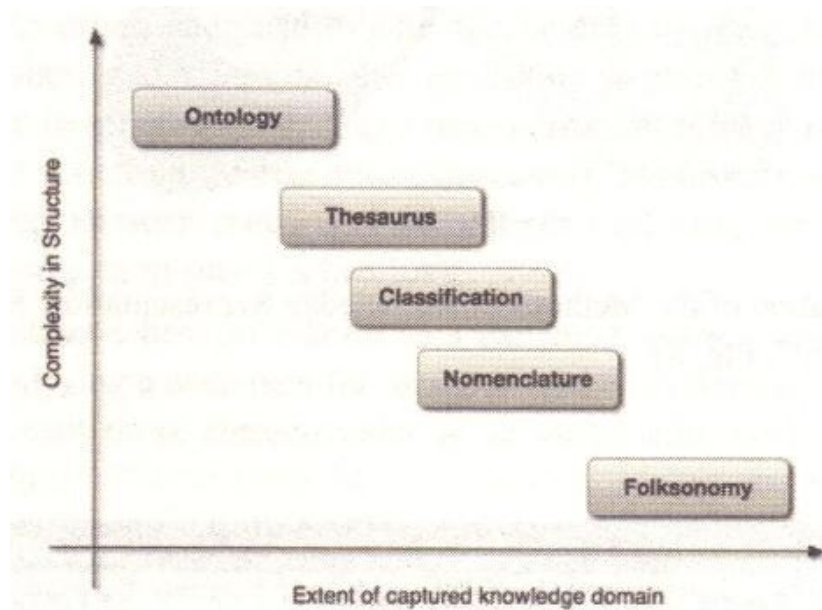 Ontology
Thesaurus
Classification
Nomenclature
Folksonomy
Complexity in Structure
Extent of captured knowledge domain